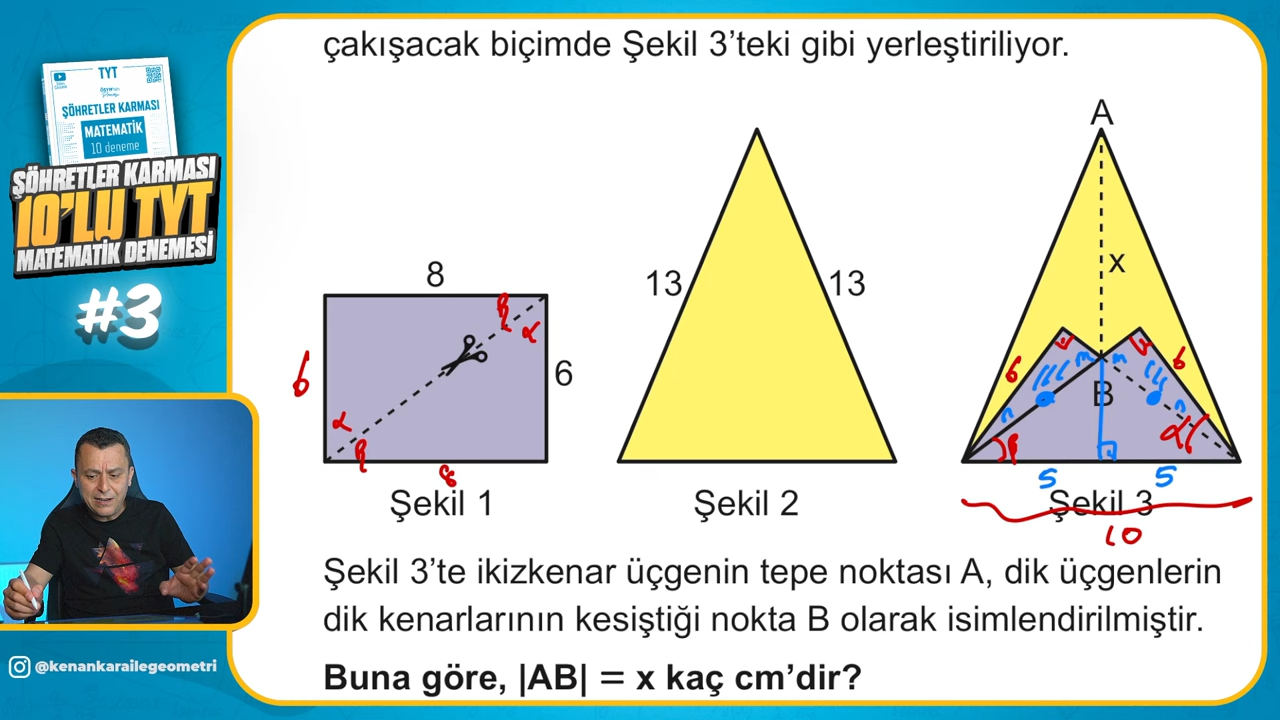 çakışacak biçimde Şekil 3’teki gibi yerleştiriliyor.
TYT
ŞÖHRETLER KARMASI
MATEMATİK
10 deneme
ŞÖHRETLER KARMASI
10’LU TYT
MATEMATİK DENEMESİ
#3
A
8
13
13
x
6
6
α
α
6
6
m
m
B
n
n
α
8
5
5
Şekil 1
Şekil 2
Şekil 3
10
Şekil 3’te ikizkenar üçgenin tepe noktası A, dik üçgenlerin
dik kenarlarının kesiştiği nokta B olarak isimlendirilmiştir.
Buna göre, |AB| = x kaç cm’dir?
@kenankarailegeometri